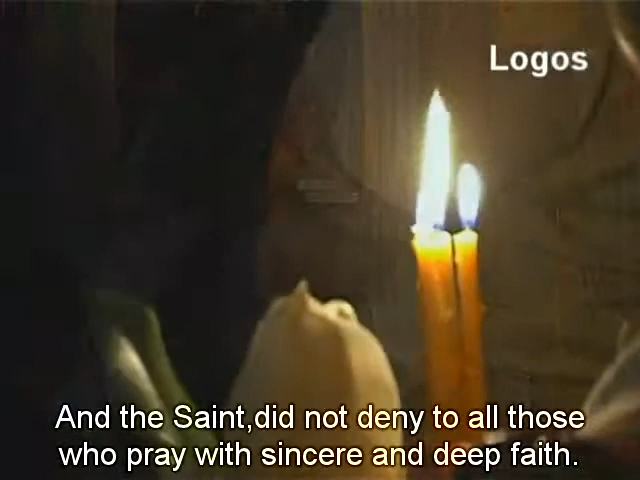 Logos
And the Saint,did not deny to all those
who pray with sincere and deep faith.